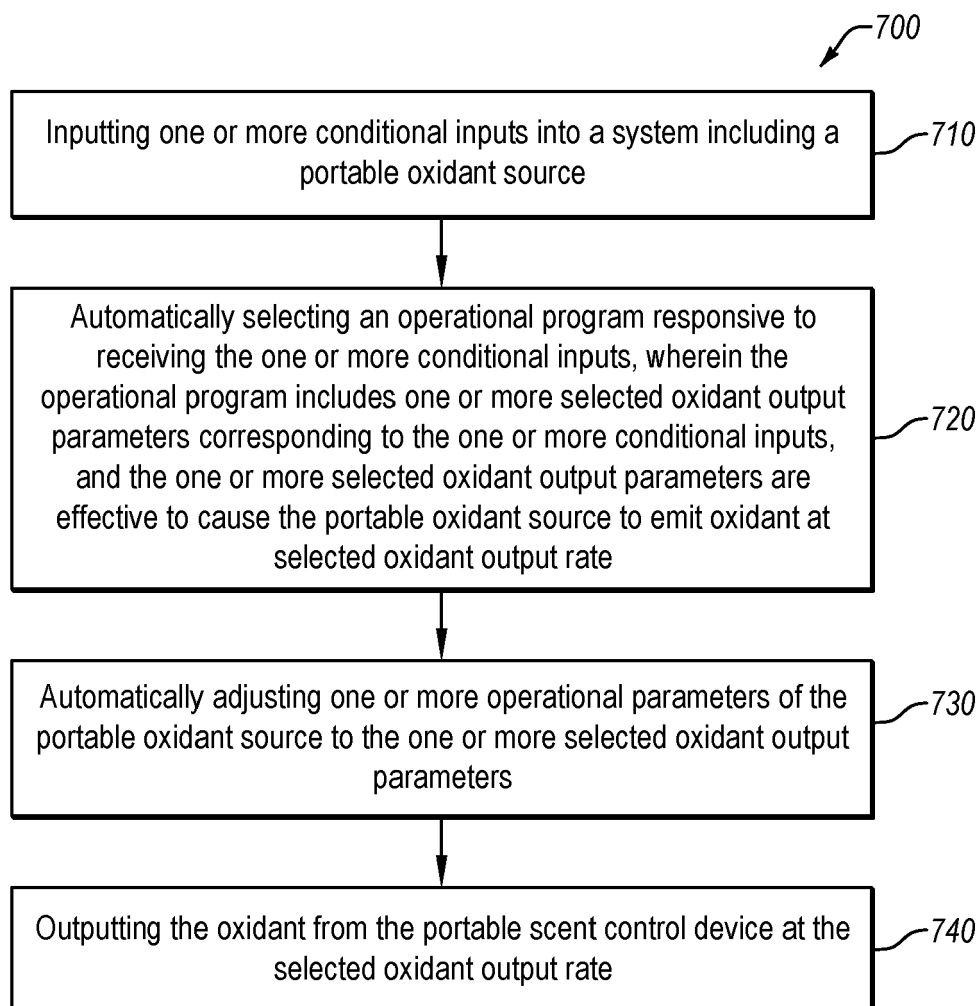 700
Inputting one or more conditional inputs into a system including a
portable oxidant source
710
Automatically selecting an operational program responsive to
receiving the one or more conditional inputs, wherein the
operational program includes one or more selected oxidant output
parameters corresponding to the one or more conditional inputs,
and the one or more selected oxidant output parameters are
effective to cause the portable oxidant source to emit oxidant at
selected oxidant output rate
720
Automatically adjusting one or more operational parameters of the
portable oxidant source to the one or more selected oxidant output
parameters
730
Outputting the oxidant from the portable scent control device at the
selected oxidant output rate
740